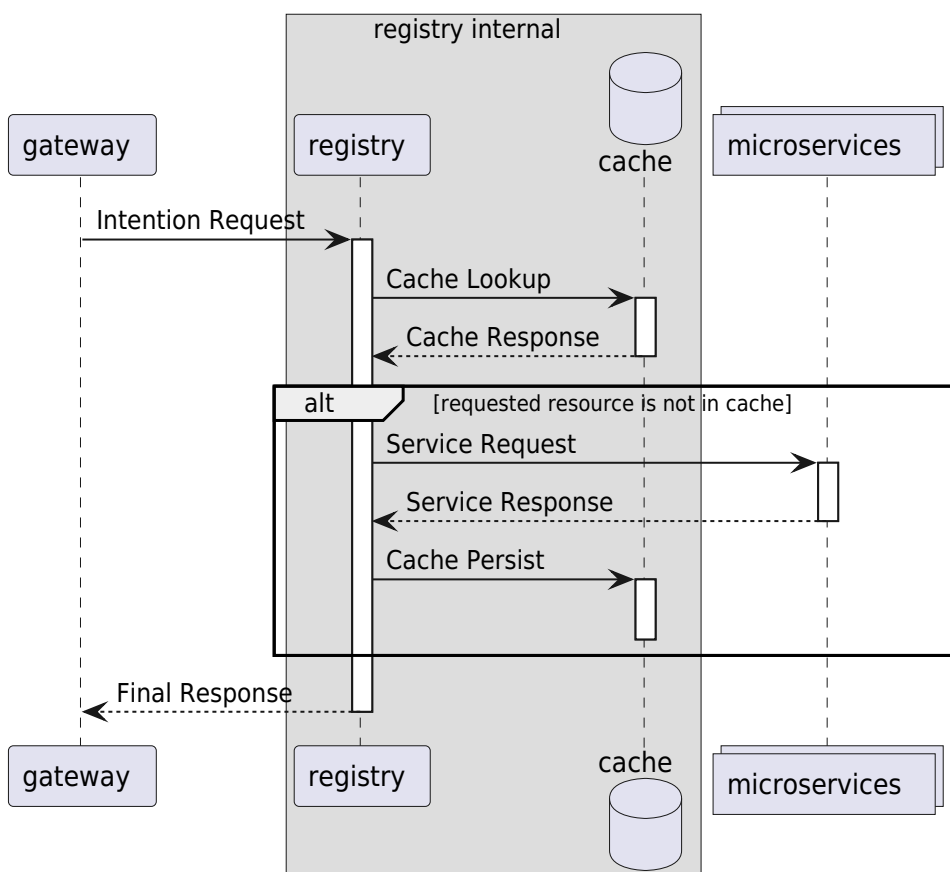 registry internal
gateway
registry
cache
microservices
Intention Request
Cache Lookup
Cache Response
alt
[requested resource is not in cache]
Service Request
Service Response
Cache Persist
Final Response
gateway
registry
cache
microservices